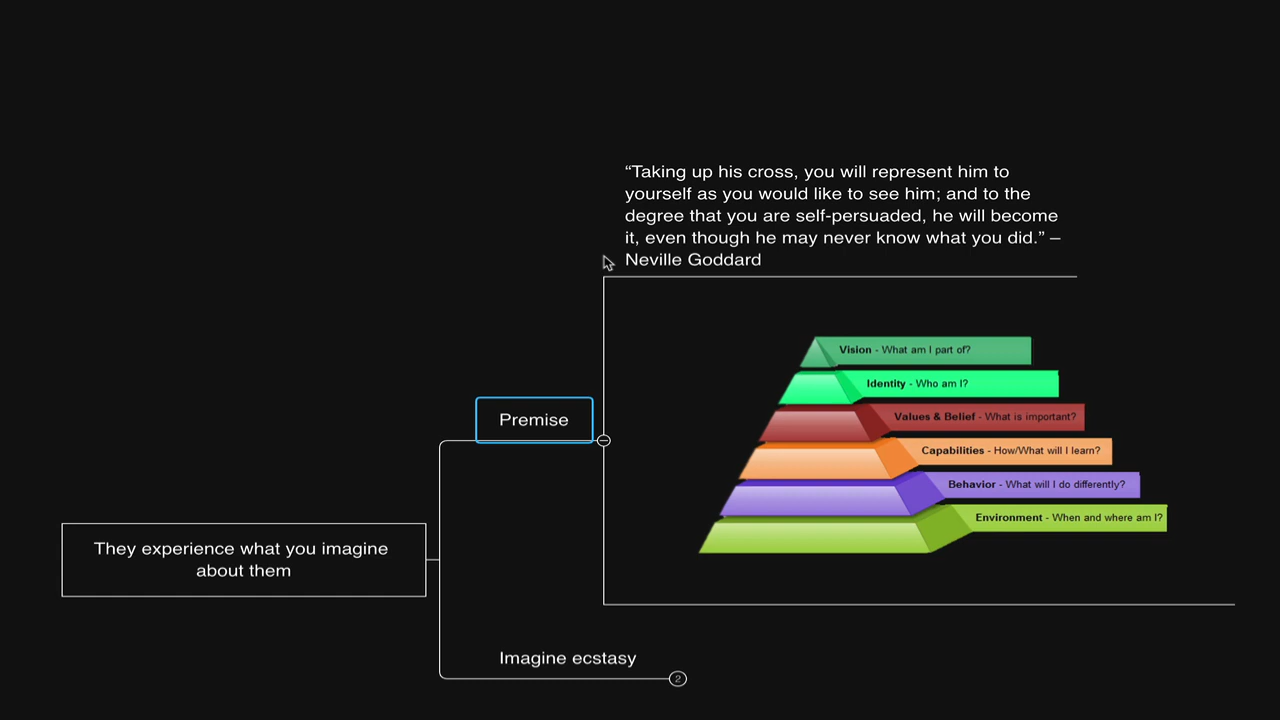 “Taking up his cross, you will represent him to
yourself as you would like to see him; and to the
degree that you are self-persuaded, he will become
it, even though he may never know what you did.” –
Neville Goddard
Vision - What am I part of?
Identity - Who am I?
Values & Belief - What is important?
Capabilities - How/What will I learn?
Behavior - What will I do differently?
Environment - When and where am I?
Premise
They experience what you imagine
about them
Imagine ecstasy
2